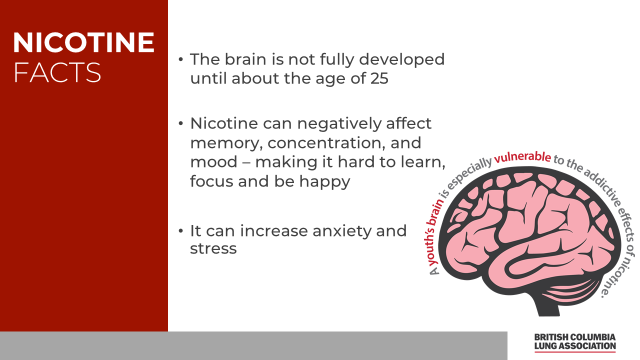 NICOTINE
FACTS
• The brain is not fully developed
until about the age of 25
• Nicotine can negatively affect
memory, concentration, and
mood – making it hard to learn,
focus and be happy
• It can increase anxiety and
stress
A youth's brain is especially vulnerable to the addictive effects of nicotine.
BRITISH COLUMBIA
LUNG ASSOCIATION